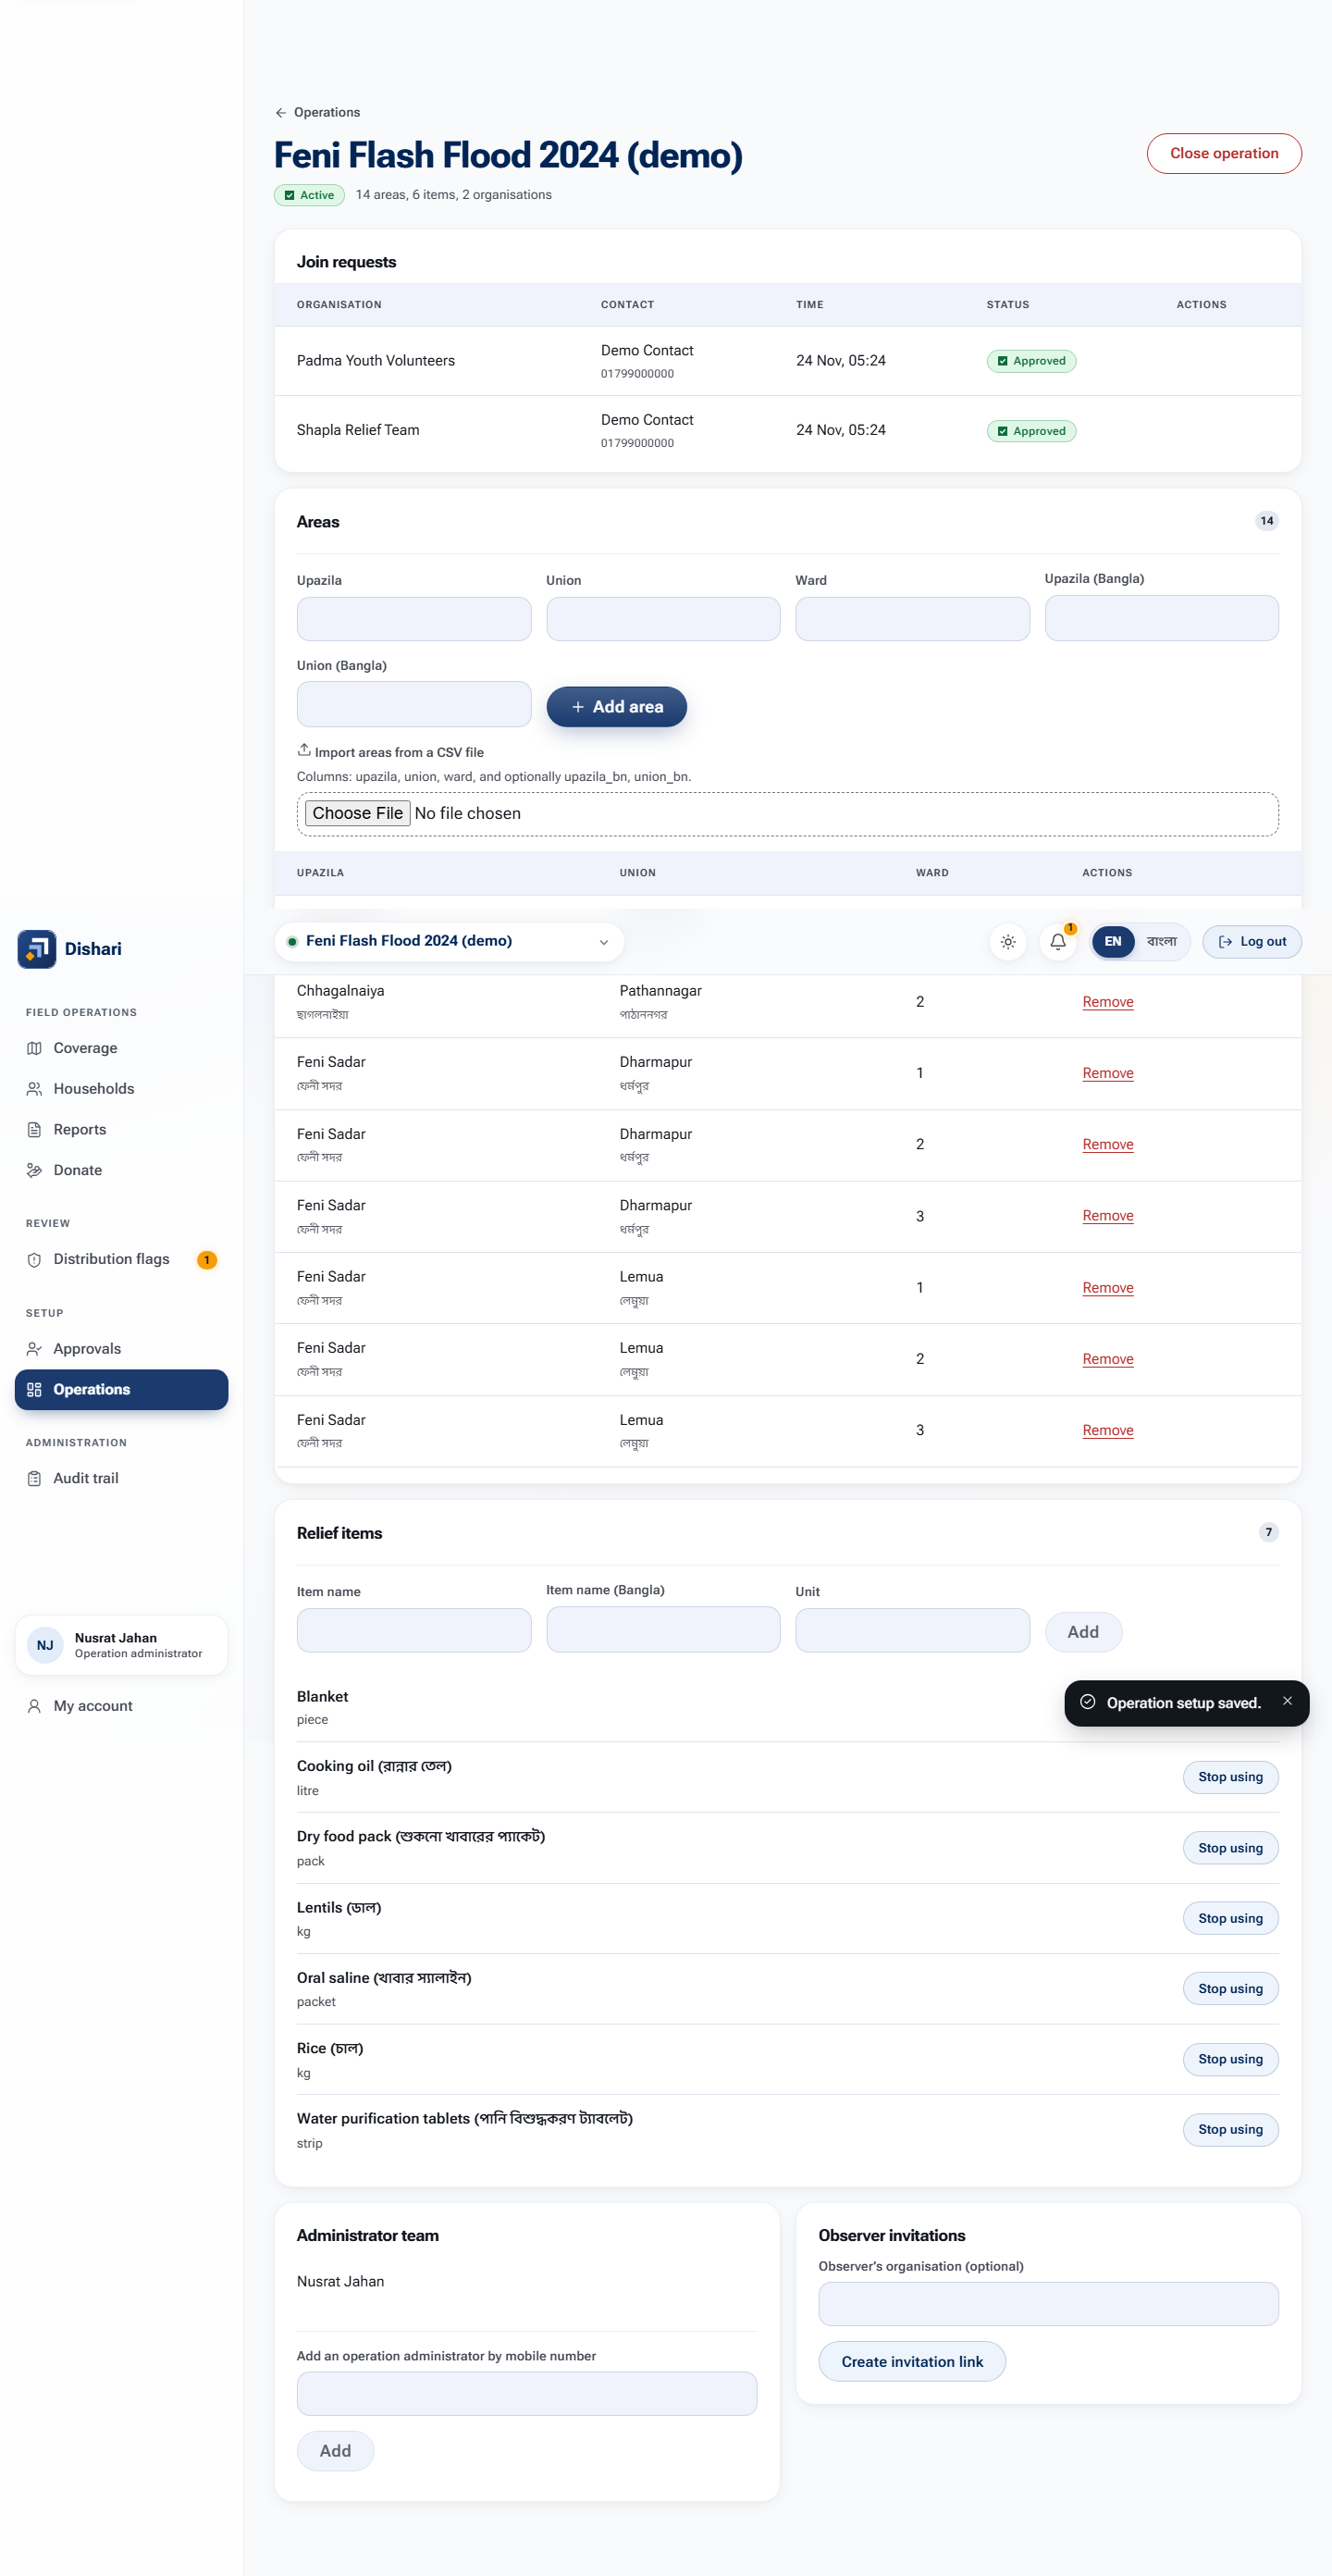 Operations
Feni Flash Flood 2024 (demo)
Close operation
Active 14 areas, 6 items, 2 organisations
Join requests
ORGANISATION CONTACT TIME STATUS ACTIONS
Padma Youth Volunteers Demo Contact 24 Nov, 05:24 Approved
01799000000
Shapla Relief Team Demo Contact 24 Nov, 05:24 Approved
01799000000
Areas 14
Upazila Union Ward Upazila (Bangla)
Union (Bangla)
Add area
Import areas from a CSV file
Columns: upazila, union, ward, and optionally upazila_bn, union_bn.
Choose File No file chosen
UPAZILA UNION WARD ACTIONS
Dishari
Feni Flash Flood 2024 (demo) 1 EN বাংলা Log out
FIELD OPERATIONS
Coverage
Households
Reports
Donate
REVIEW
Distribution flags 1
SETUP
Approvals
Operations
ADMINISTRATION
Audit trail
NJ Nusrat Jahan
Operation administrator
My account
Chhagalnaiya Pathannagar 2 Remove
ছাগলনাইয়া পাঠাননগর
Feni Sadar Dharmapur 1 Remove
ফেনী সদর ধর্মপুর
Feni Sadar Dharmapur 2 Remove
ফেনী সদর ধর্মপুর
Feni Sadar Dharmapur 3 Remove
ফেনী সদর ধর্মপুর
Feni Sadar Lemua 1 Remove
ফেনী সদর লেমুয়া
Feni Sadar Lemua 2 Remove
ফেনী সদর লেমুয়া
Feni Sadar Lemua 3 Remove
ফেনী সদর লেমুয়া
Relief items 7
Item name Item name (Bangla) Unit
Add
Blanket
piece
Operation setup saved.
Cooking oil (রান্নার তেল) Stop using
litre
Dry food pack (শুকনো খাবারের প্যাকেট) Stop using
pack
Lentils (ডাল) Stop using
kg
Oral saline (খাবার স্যালাইন) Stop using
packet
Rice (চাল) Stop using
kg
Water purification tablets (পানি বিশুদ্ধকরণ ট্যাবলেট) Stop using
strip
Administrator team
Nusrat Jahan
Add an operation administrator by mobile number
Add
Observer invitations
Observer's organisation (optional)
Create invitation link